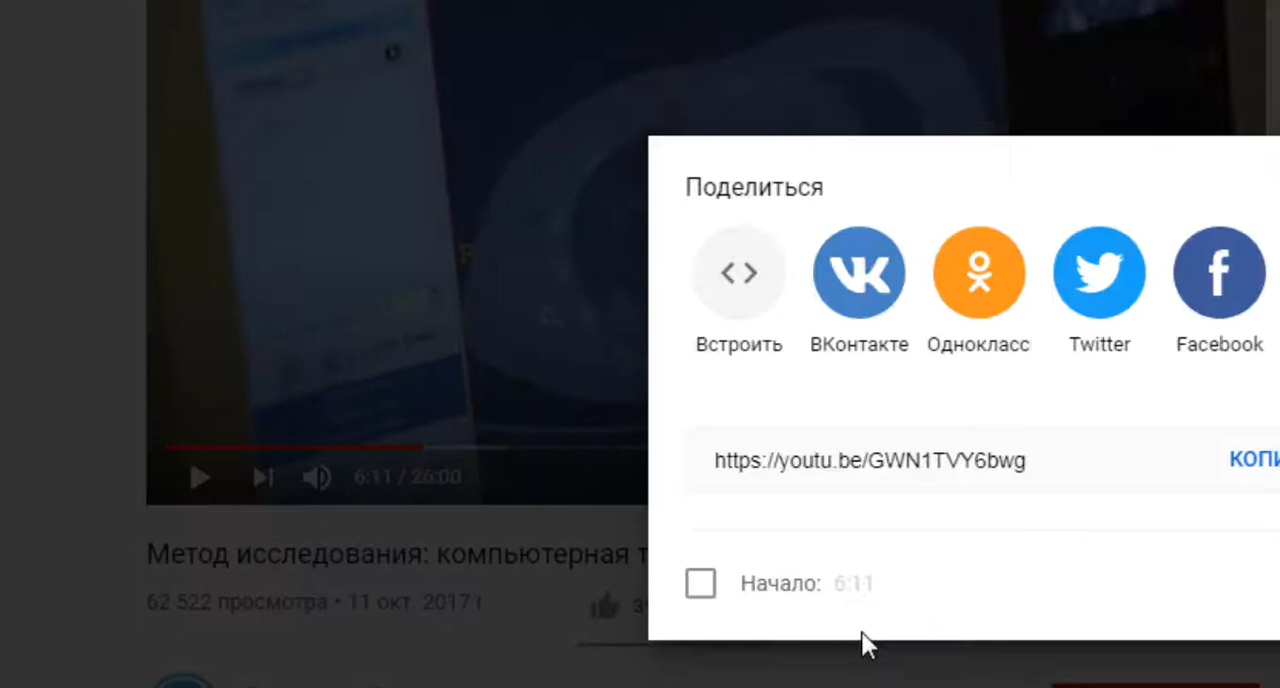 Поделиться
Встроить
ВКонтакте
Однокласс
Twitter
Facebook
https://youtu.be/GWN1TVY6bwg
КОПИ
Начало: 6:11
6:11 / 26:00
Метод исследования: компьютерная т
62 522 просмотра • 11 окт. 2017 г